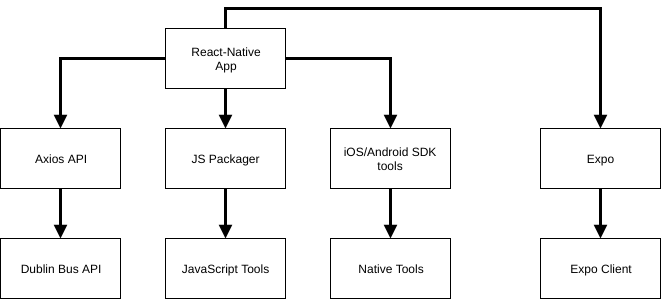 React-Native
App
Axios API
JS Packager
iOS/Android SDK
tools
Expo
Dublin Bus API
JavaScript Tools
Native Tools
Expo Client